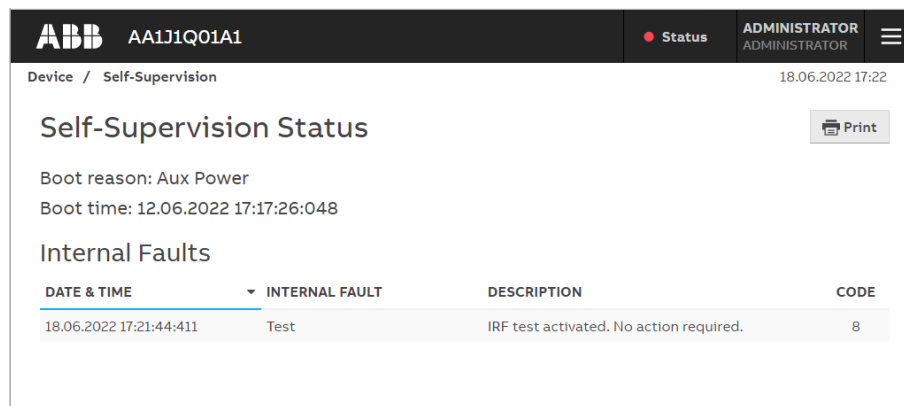 ABB AA1J1Q01A1 Status ADMINISTRATOR
ADMINISTRATOR
Device / Self-Supervision 18.06.2022 17:22
Self-Supervision Status Print
Boot reason: Aux Power
Boot time: 12.06.2022 17:17:26:048
Internal Faults
DATE & TIME INTERNAL FAULT DESCRIPTION CODE
18.06.2022 17:21:44:411 Test IRF test activated. No action required. 8